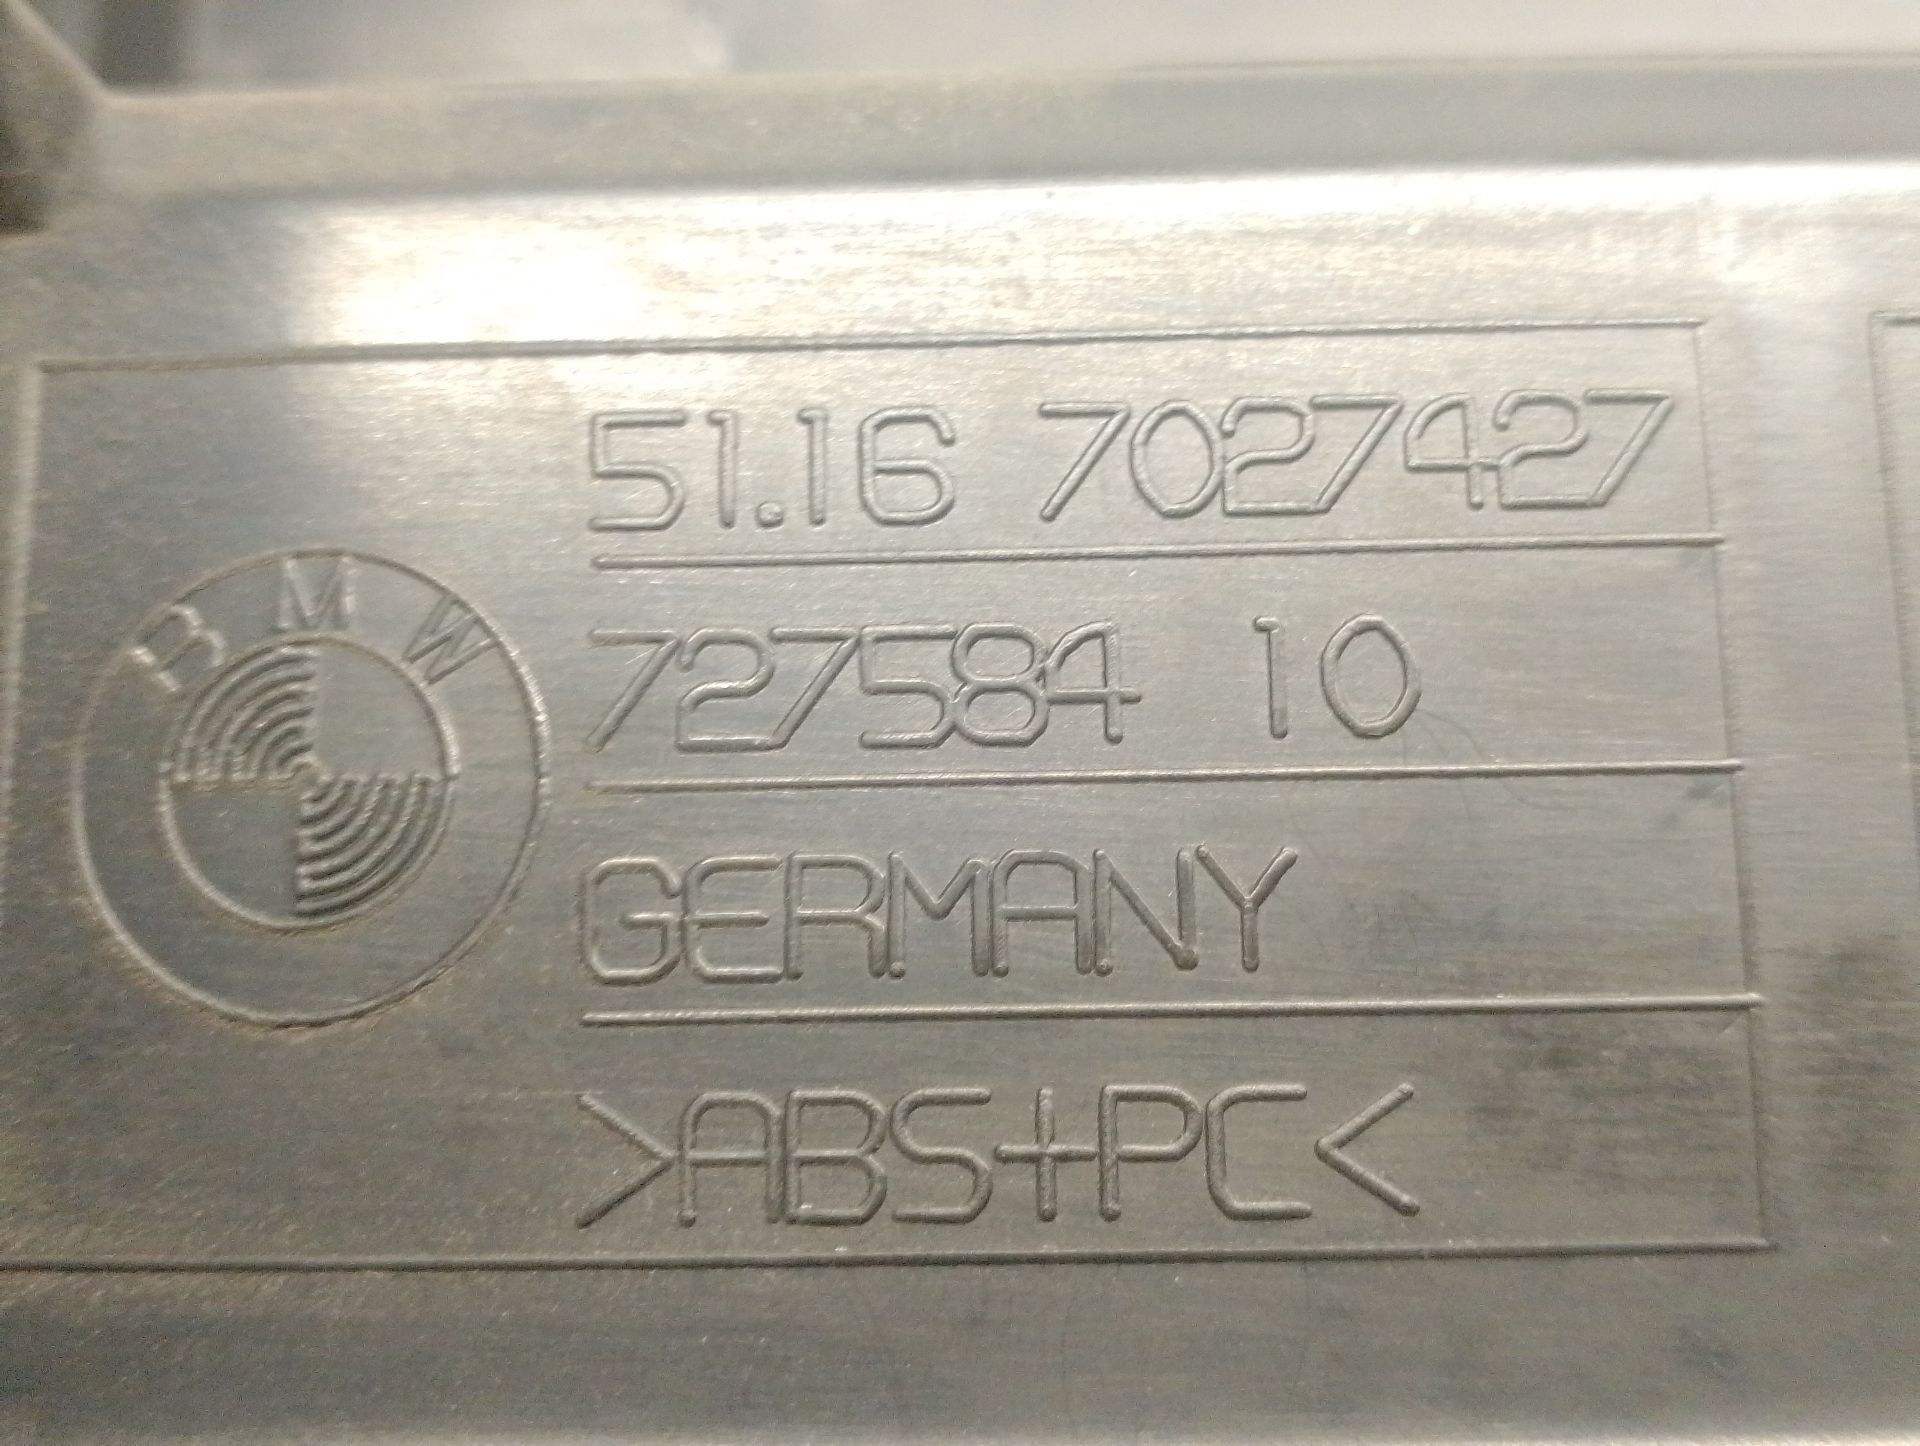 51.16 7027427
BMW
727584 10
GERMANY
>ABS+PC<